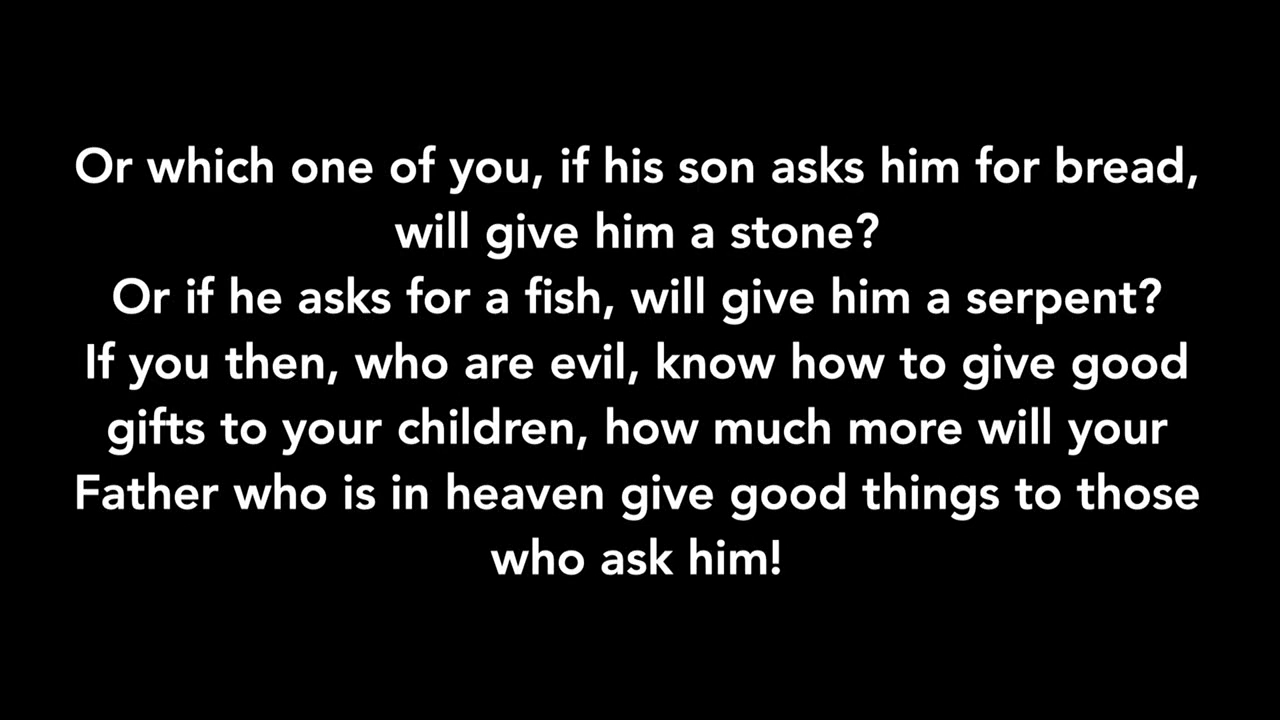 Or which one of you, if his son asks him for bread,
will give him a stone?
Or if he asks for a fish, will give him a serpent?
If you then, who are evil, know how to give good
gifts to your children, how much more will your
Father who is in heaven give good things to those
who ask him!